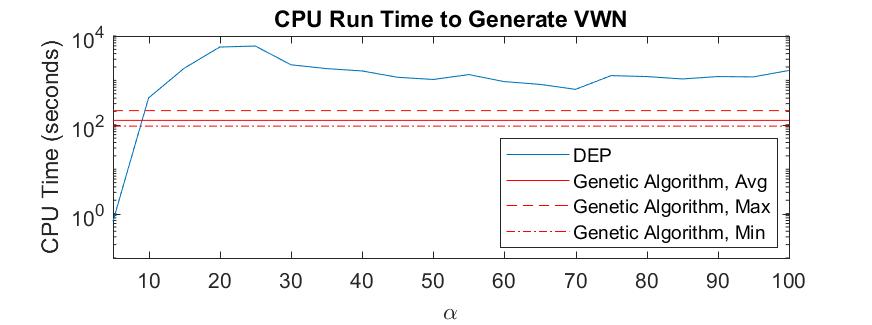 CPU Run Time to Generate VWN
CPU Time (seconds)
10^4
10^2
10^0
DEP
Genetic Algorithm, Avg
Genetic Algorithm, Max
Genetic Algorithm, Min
10 20 30 40 50 60 70 80 90 100
α